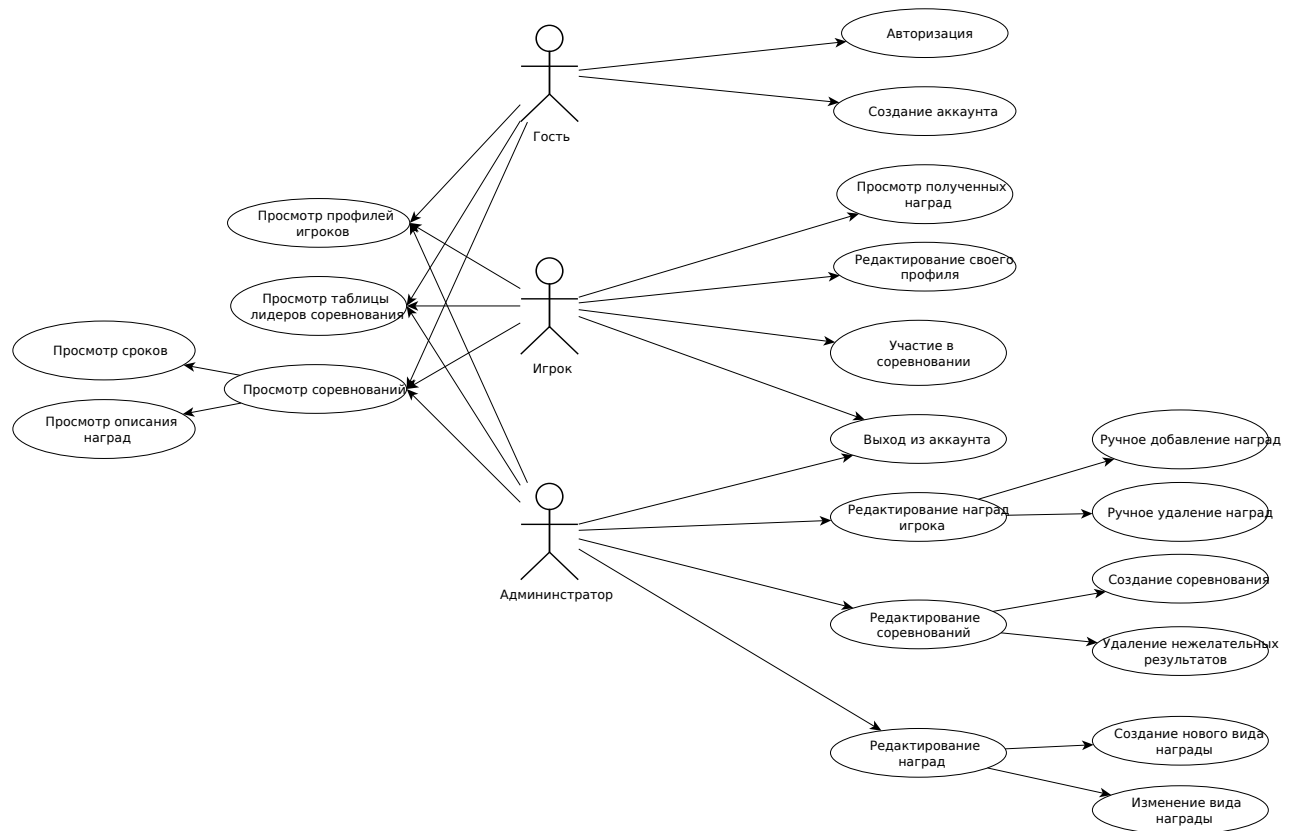 Авторизация
Создание аккаунта
Гость
Просмотр полученных
наград
Просмотр профилей
игроков
Редактирование своего
профиля
Просмотр таблицы
лидеров соревнования
Игрок
Участие в
соревновании
Просмотр сроков
Просмотр соревнований
Просмотр описания
наград
Выход из аккаунта
Ручное добавление наград
Редактирование наград
игрока
Ручное удаление наград
Админинстратор
Создание соревнования
Редактирование
соревнований
Удаление нежелательных
результатов
Редактирование
наград
Создание нового вида
награды
Изменение вида
награды